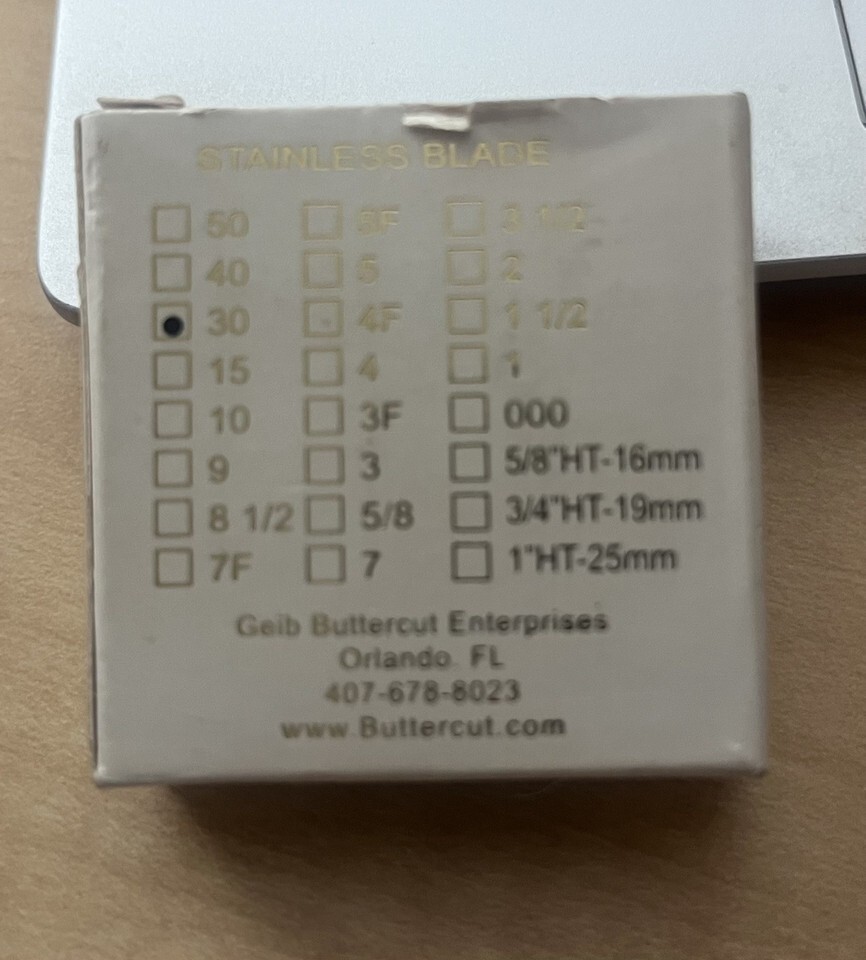 STAINLESS BLADE
50 5F 3 1/2
40 5 2
30 4F 1 1/2
15 4 1
10 3F 000
9 3 5/8"HT-16mm
8 1/2 5/8 3/4"HT-19mm
7F 7 1"HT-25mm
Geib Buttercut Enterprises
Orlando FL
407-678-8023
www.Buttercut.com